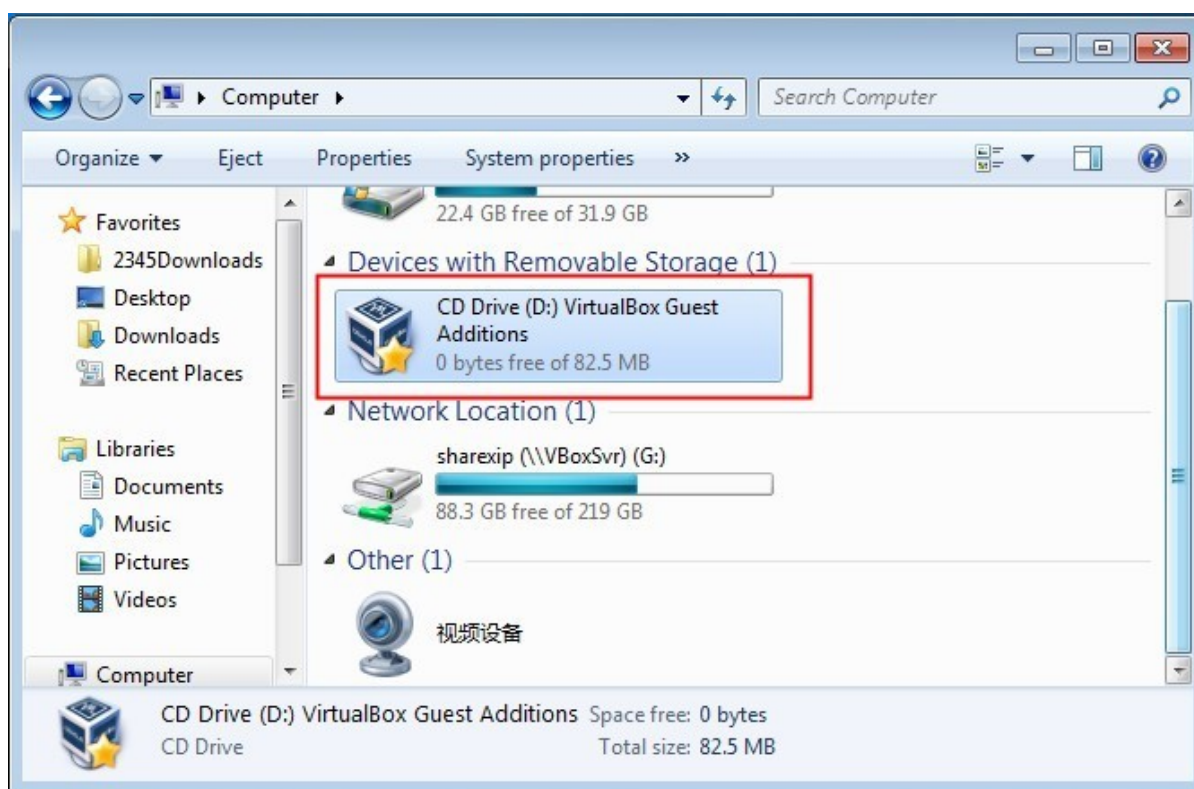 Computer
Search Computer
Organize Eject Properties System properties »
Favorites
2345Downloads
Desktop
Downloads
Recent Places
Libraries
Documents
Music
Pictures
Videos
Computer
22.4 GB free of 31.9 GB
Devices with Removable Storage (1)
CD Drive (D:) VirtualBox Guest
Additions
0 bytes free of 82.5 MB
Network Location (1)
sharexip (\\VBoxSvr) (G:)
88.3 GB free of 219 GB
Other (1)
视频设备
CD Drive (D:) VirtualBox Guest Additions Space free: 0 bytes
CD Drive Total size: 82.5 MB